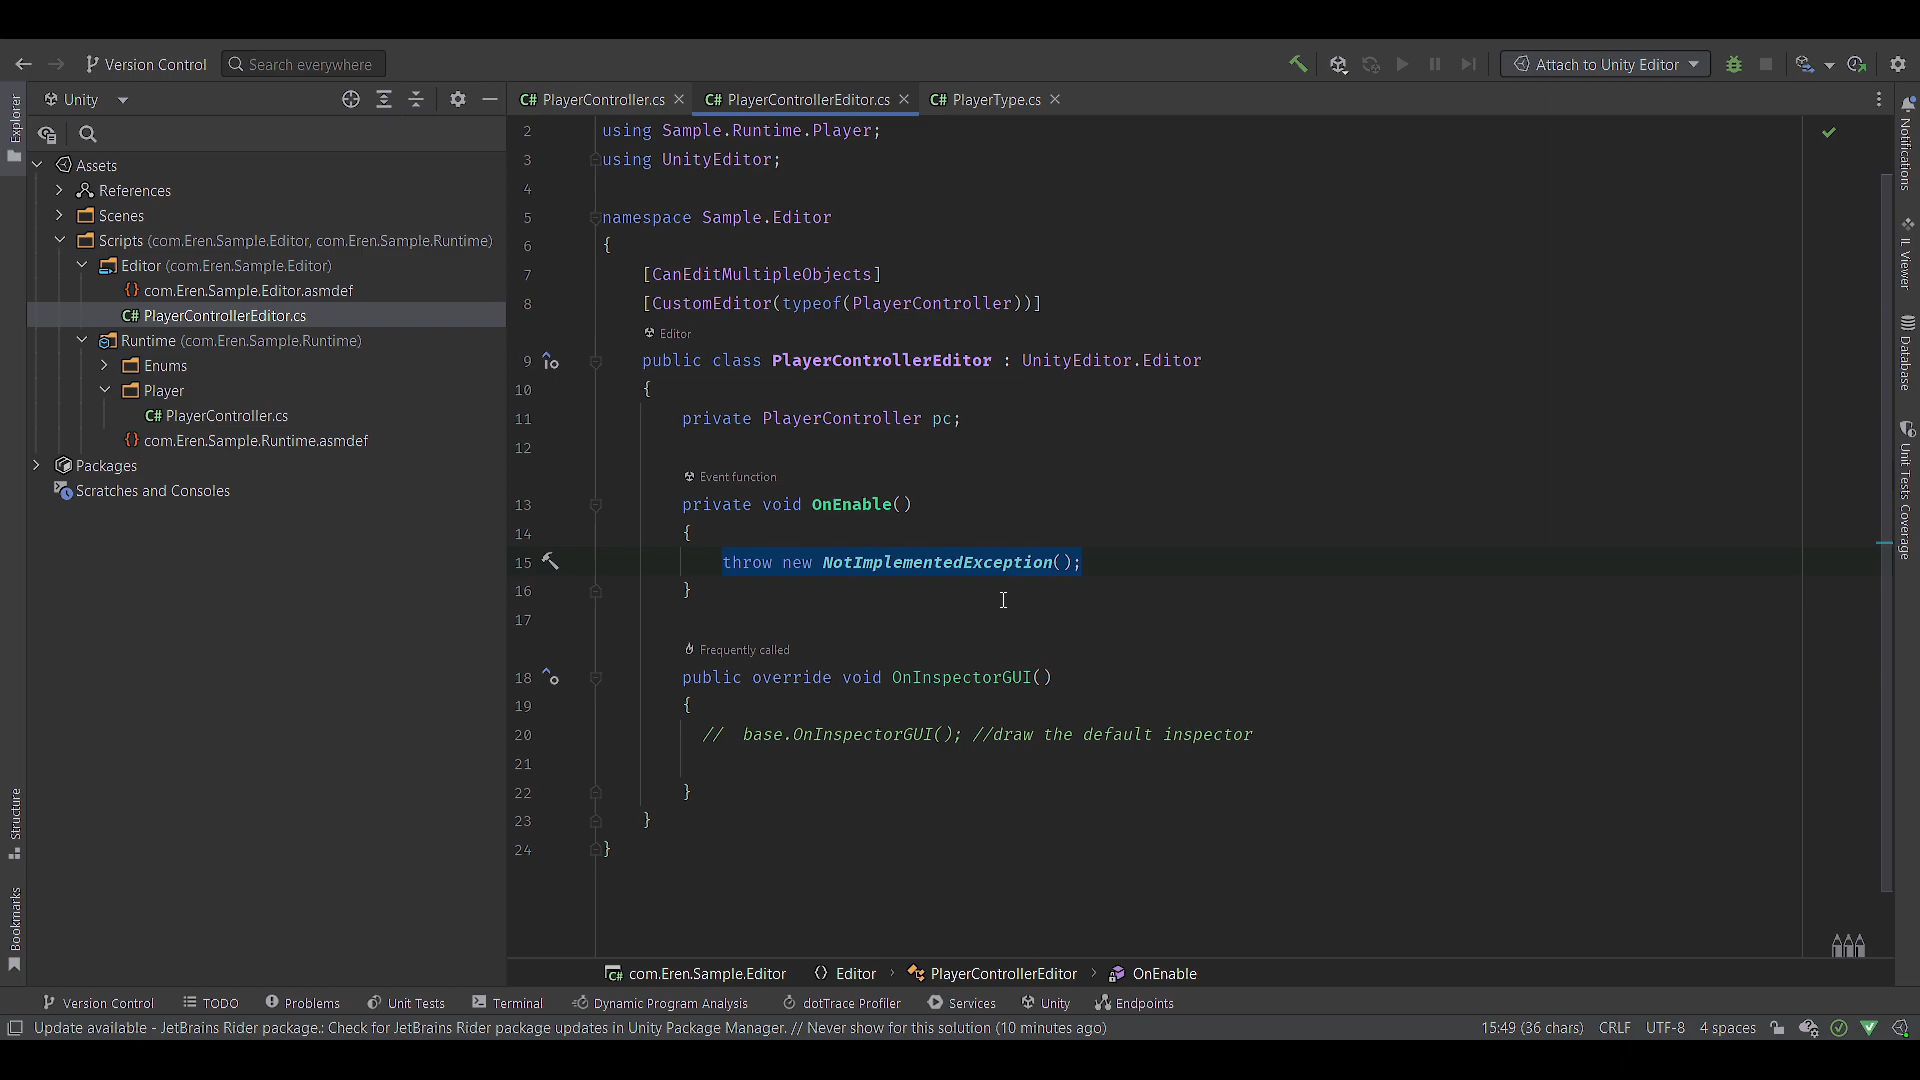 Version Control
Search everywhere
Attach to Unity Editor
Explorer
Unity
C# PlayerController.cs
C# PlayerControllerEditor.cs
C# PlayerType.cs
Assets
References
Scenes
Scripts (com.Eren.Sample.Editor, com.Eren.Sample.Runtime)
Editor (com.Eren.Sample.Editor)
{} com.Eren.Sample.Editor.asmdef
C# PlayerControllerEditor.cs
Runtime (com.Eren.Sample.Runtime)
Enums
Player
C# PlayerController.cs
{} com.Eren.Sample.Runtime.asmdef
Packages
Scratches and Consoles
Structure
Bookmarks
2 using Sample.Runtime.Player;
3 using UnityEditor;
4
5 namespace Sample.Editor
6 {
7 [CanEditMultipleObjects]
8 [CustomEditor(typeof(PlayerController))]
Editor
9 public class PlayerControllerEditor : UnityEditor.Editor
10 {
11 private PlayerController pc;
12
Event function
13 private void OnEnable()
14 {
15 throw new NotImplementedException();
16 }
17
Frequently called
18 public override void OnInspectorGUI()
19 {
20 // base.OnInspectorGUI(); //draw the default inspector
21
22 }
23 }
24 }
Notifications
IL Viewer
Database
Unit Tests Coverage
C# com.Eren.Sample.Editor
{} Editor
PlayerControllerEditor
OnEnable
Version Control
TODO
Problems
Unit Tests
Terminal
Dynamic Program Analysis
dotTrace Profiler
Services
Unity
Endpoints
Update available - JetBrains Rider package.: Check for JetBrains Rider package updates in Unity Package Manager. // Never show for this solution (10 minutes ago)
15:49 (36 chars)
CRLF
UTF-8
4 spaces